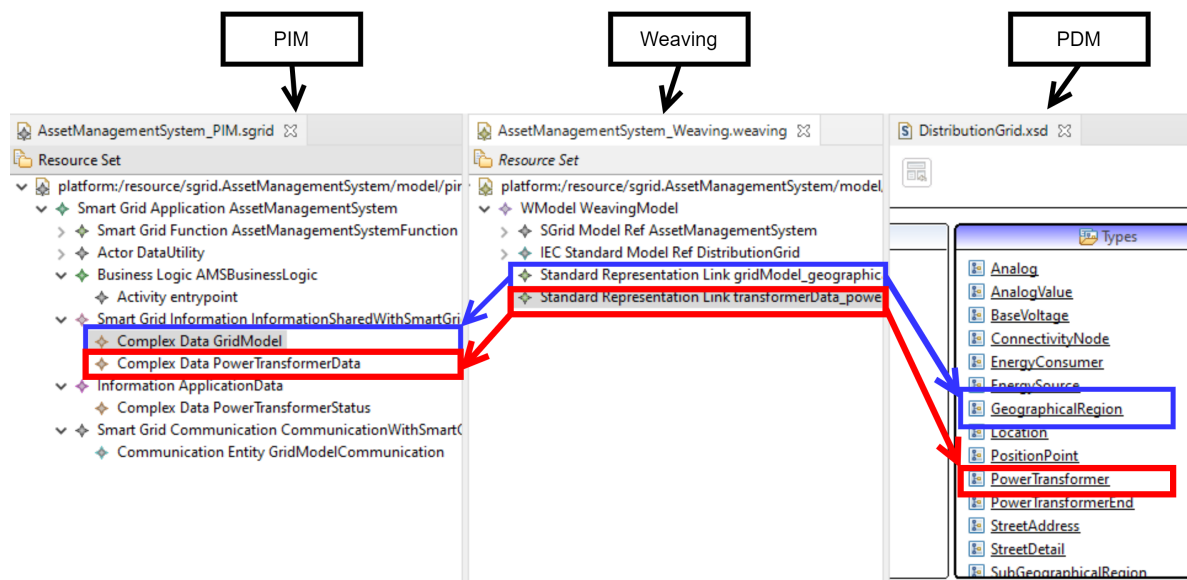 PIM
Weaving
PDM
AssetManagementSystem_PIM.sgrid
Resource Set
platform:/resource/sgrid.AssetManagementSystem/model/pim
Smart Grid Application AssetManagementSystem
Smart Grid Function AssetManagementSystemFunction
Actor DataUtility
Business Logic AMSBusinessLogic
Activity entrypoint
Smart Grid Information InformationSharedWithSmartGri
Complex Data GridModel
Complex Data PowerTransformerData
Information ApplicationData
Complex Data PowerTransformerStatus
Smart Grid Communication CommunicationWithSmartG
Communication Entity GridModelCommunication
AssetManagementSystem_Weaving.weaving
Resource Set
platform:/resource/sgrid.AssetManagementSystem/model/
WModel WeavingModel
SGrid Model Ref AssetManagementSystem
IEC Standard Model Ref DistributionGrid
Standard Representation Link gridModel_geographic
Standard Representation Link transformerData_powe
DistributionGrid.xsd
Types
Analog
AnalogValue
BaseVoltage
ConnectivityNode
EnergyConsumer
EnergySource
GeographicalRegion
Location
PositionPoint
PowerTransformer
PowerTransformerEnd
StreetAddress
StreetDetail
SubGeographicalRegion